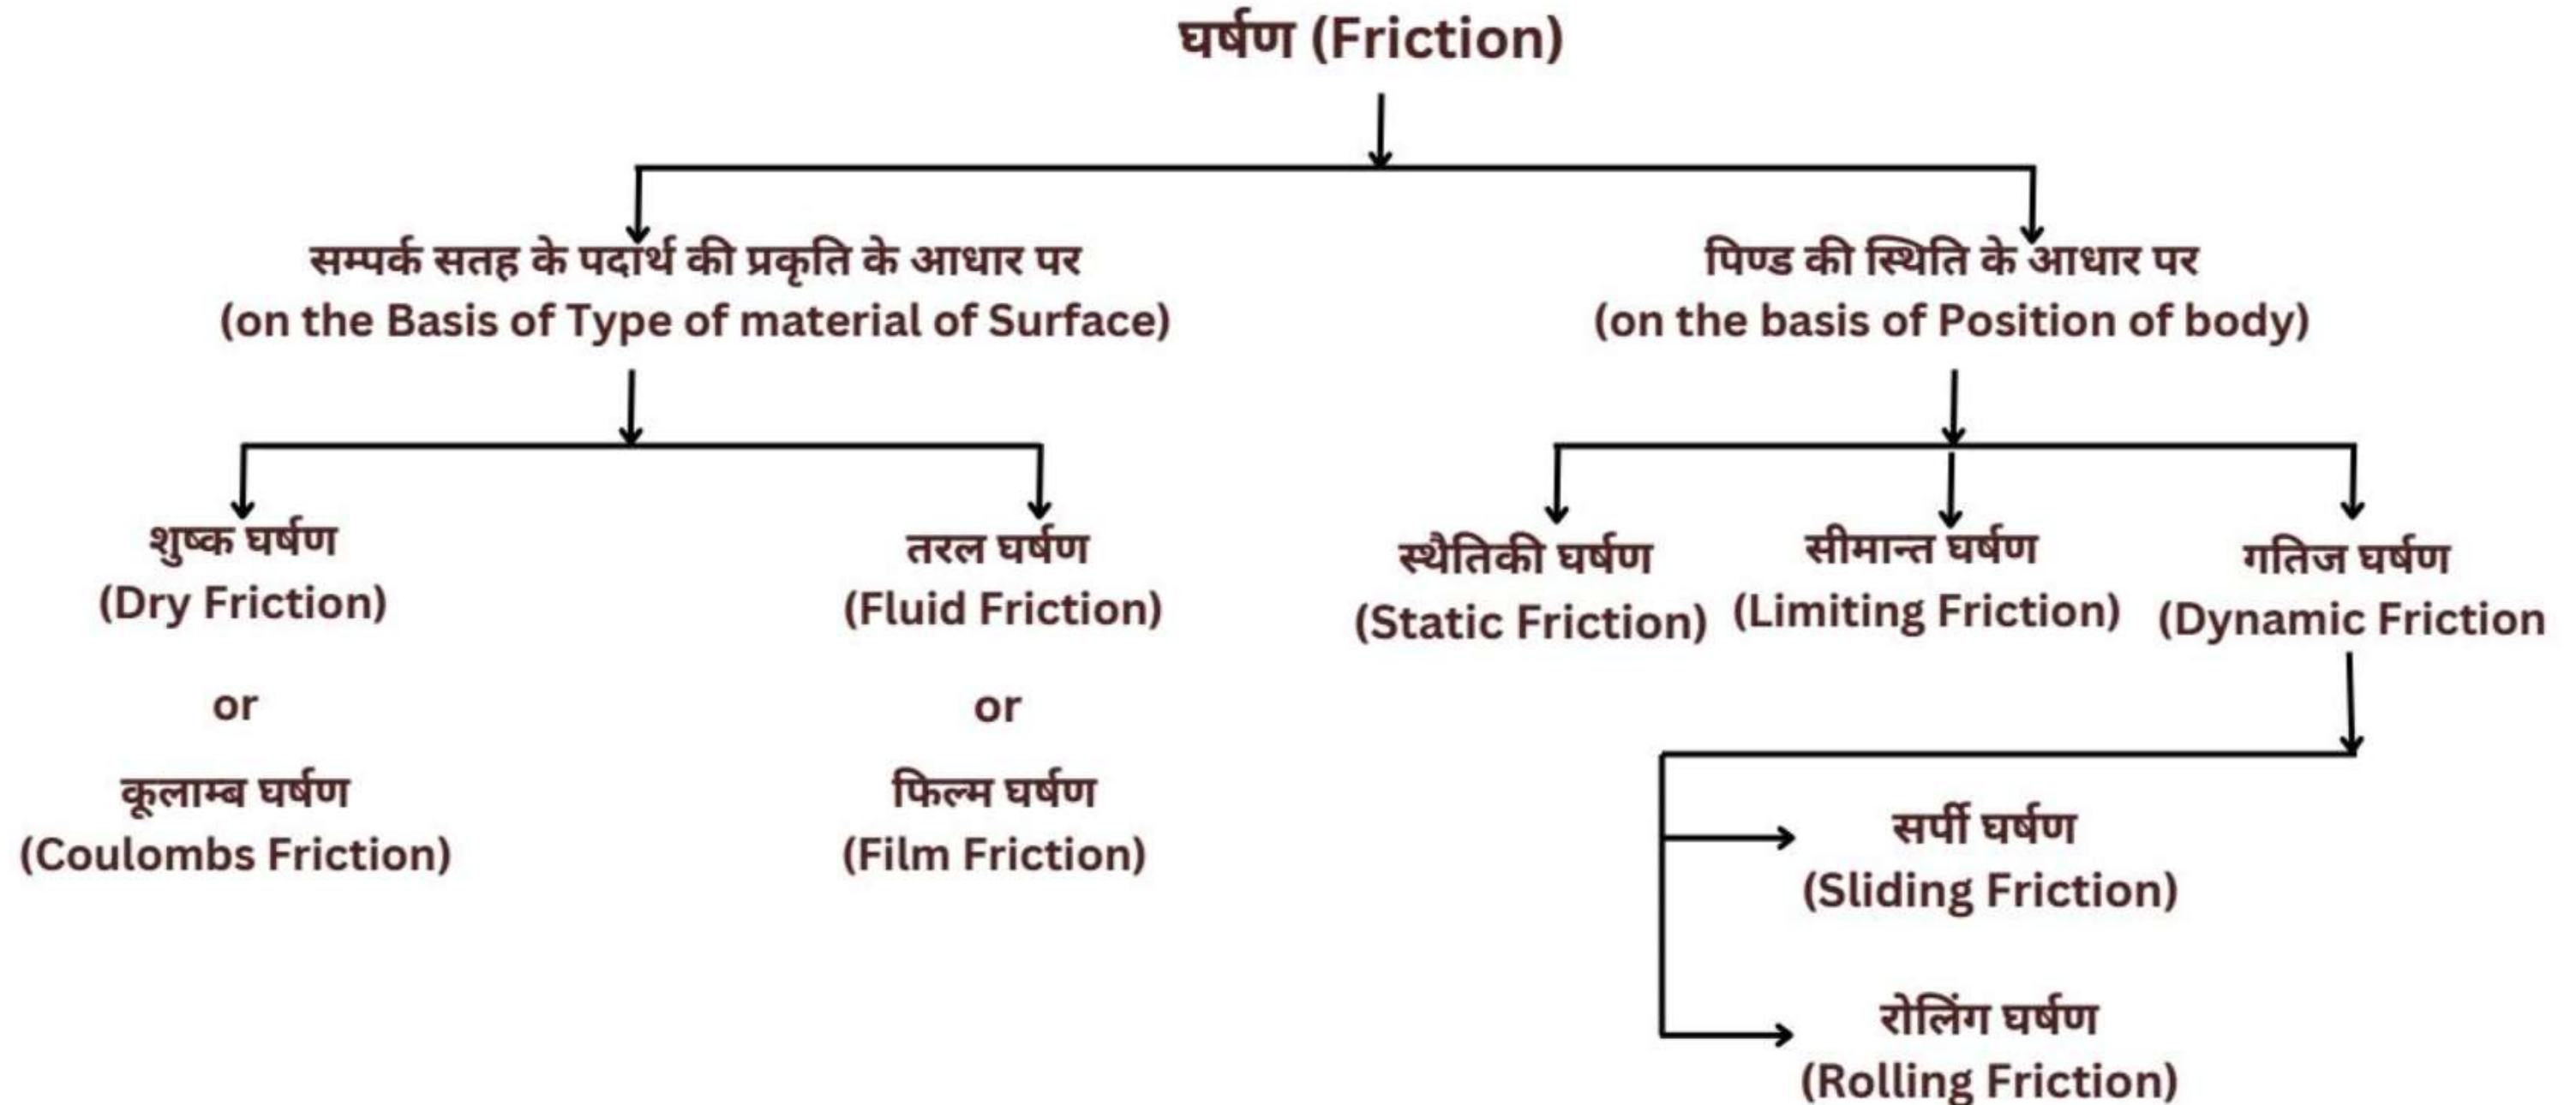 घर्षण (Friction)
सम्पर्क सतह के पदार्थ की प्रकृति के आधार पर
(on the Basis of Type of material of Surface)
पिण्ड की स्थिति के आधार पर
(on the basis of Position of body)
शुष्क घर्षण
(Dry Friction)
or
कूलाम्ब घर्षण
(Coulombs Friction)
तरल घर्षण
(Fluid Friction)
or
फिल्म घर्षण
(Film Friction)
स्थैतिकी घर्षण
(Static Friction)
सीमान्त घर्षण
(Limiting Friction)
गतिज घर्षण
(Dynamic Friction
सर्पी घर्षण
(Sliding Friction)
रोलिंग घर्षण
(Rolling Friction)